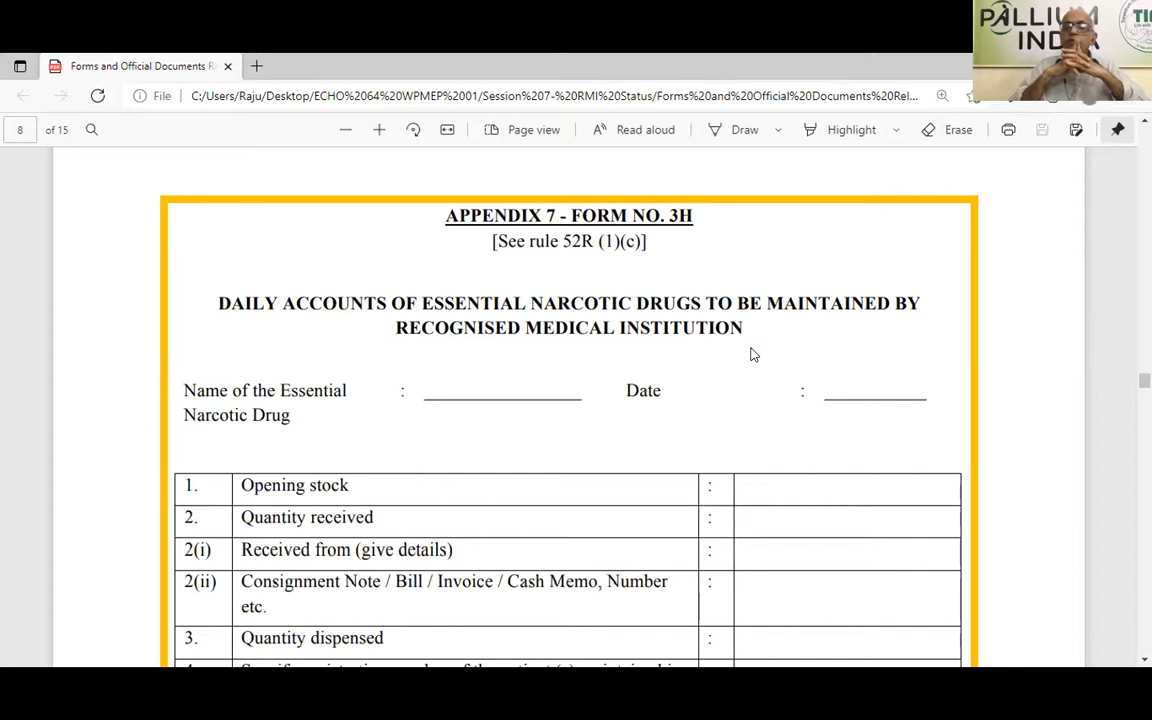 PALLIUM
INDIA
Forms and Official Documents R
File
C:/Users/Raju/Desktop/ECHO%2064%20WPMEP%2001/Session%207-%20RMI%20Status/Forms%20and%20Official%20Documents%20Rel...
8 of 15
Page view
Read aloud
Draw
Highlight
Erase
APPENDIX 7 - FORM NO. 3H
[See rule 52R (1)(c)]
DAILY ACCOUNTS OF ESSENTIAL NARCOTIC DRUGS TO BE MAINTAINED BY
RECOGNISED MEDICAL INSTITUTION
Name of the Essential : Date :
Narcotic Drug
1. Opening stock :
2. Quantity received :
2(i) Received from (give details) :
2(ii) Consignment Note / Bill / Invoice / Cash Memo, Number :
etc.
3. Quantity dispensed :